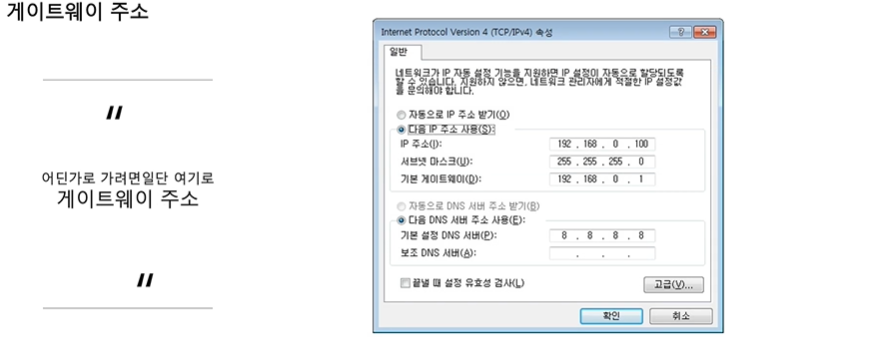 게이트웨이 주소
"
어딘가로 가려면일단 여기로
게이트웨이 주소
"
Internet Protocol Version 4 (TCP/IPv4) 속성
일반
네트워크가 IP 자동 설정 기능을 지원하면 IP 설정이 자동으로 할당되도록
할 수 있습니다. 지원하지 않으면, 네트워크 관리자에게 적절한 IP 설정값
을 문의해야 합니다.
자동으로 IP 주소 받기(O)
다음 IP 주소 사용(S):
IP 주소(I): 192 . 168 . 0 . 100
서브넷 마스크(U): 255 . 255 . 255 . 0
기본 게이트웨이(D): 192 . 168 . 0 . 1
자동으로 DNS 서버 주소 받기(B)
다음 DNS 서버 주소 사용(E):
기본 설정 DNS 서버(P): 8 . 8 . 8 . 8
보조 DNS 서버(A): . . .
끝낼 때 설정 유효성 검사(L)
고급(V)...
확인
취소